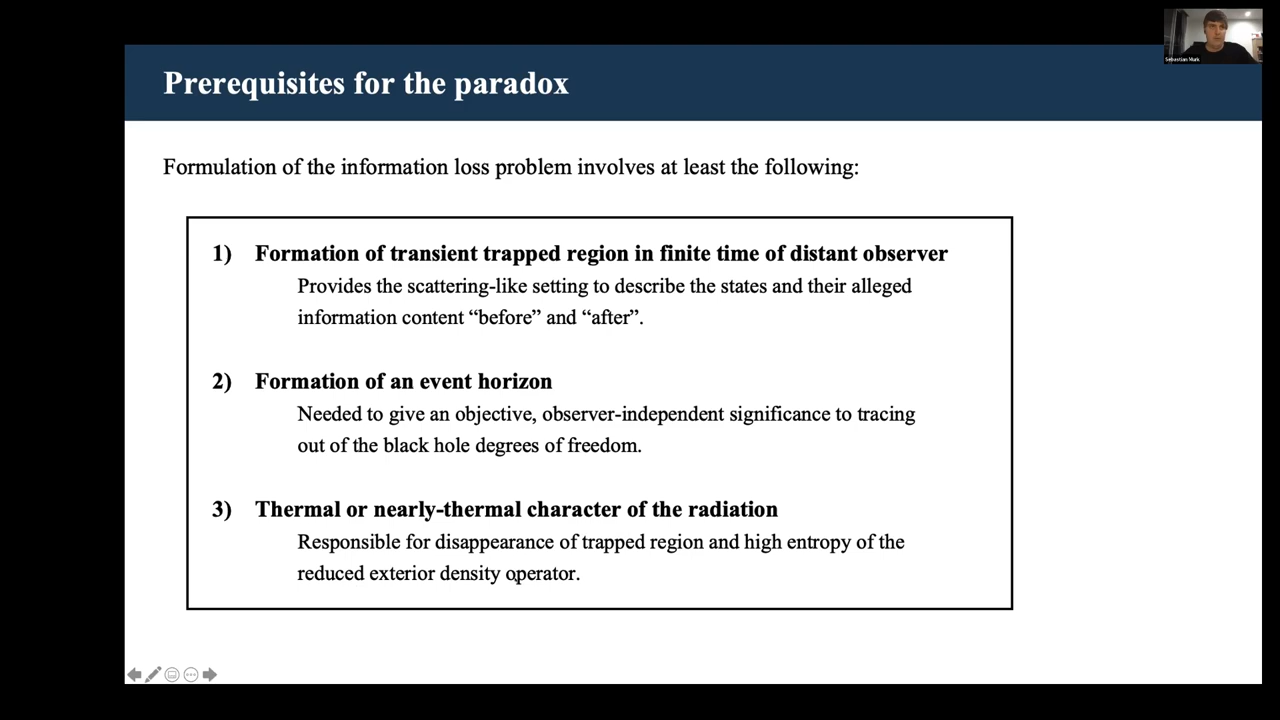 Prerequisites for the paradox
Sebastian Murk
Formulation of the information loss problem involves at least the following:
1) Formation of transient trapped region in finite time of distant observer
Provides the scattering-like setting to describe the states and their alleged
information content “before” and “after”.
2) Formation of an event horizon
Needed to give an objective, observer-independent significance to tracing
out of the black hole degrees of freedom.
3) Thermal or nearly-thermal character of the radiation
Responsible for disappearance of trapped region and high entropy of the
reduced exterior density operator.